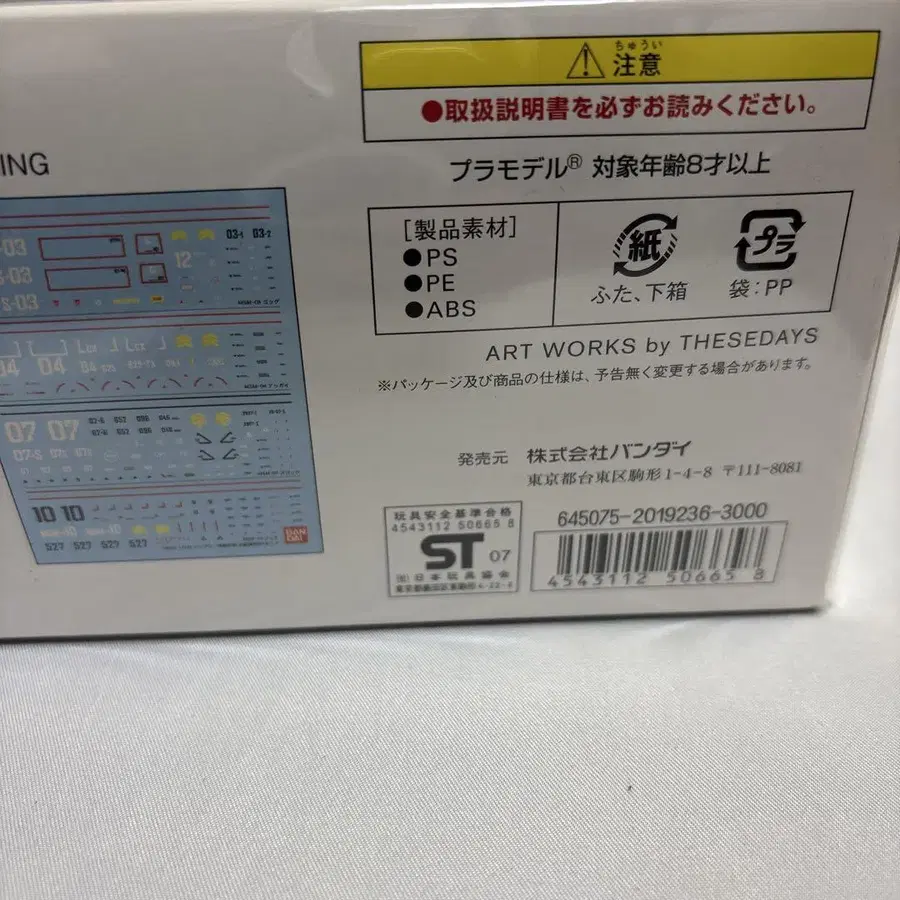 ちゅうい
注意
●取扱説明書を必ずお読みください。
ING
プラモデル® 対象年齢8才以上
[製品素材]
●PS
●PE
●ABS
紙
ふた、下箱
プラ
袋:PP
ART WORKS by THESEDAYS
※パッケージ及び商品の仕様は、予告無く変更する場合があります。
発売元 株式会社バンダイ
東京都台東区駒形1-4-8 〒111-8081
玩具安全基準合格
4543112 50665 8
ST 07
(社)日本玩具協会
645075-2019236-3000
4543112 506658
-03
03-1 03-2
12
S-03
S-03
04
04
07 07
07-S
10 10
527 527 527 527
BANDAI